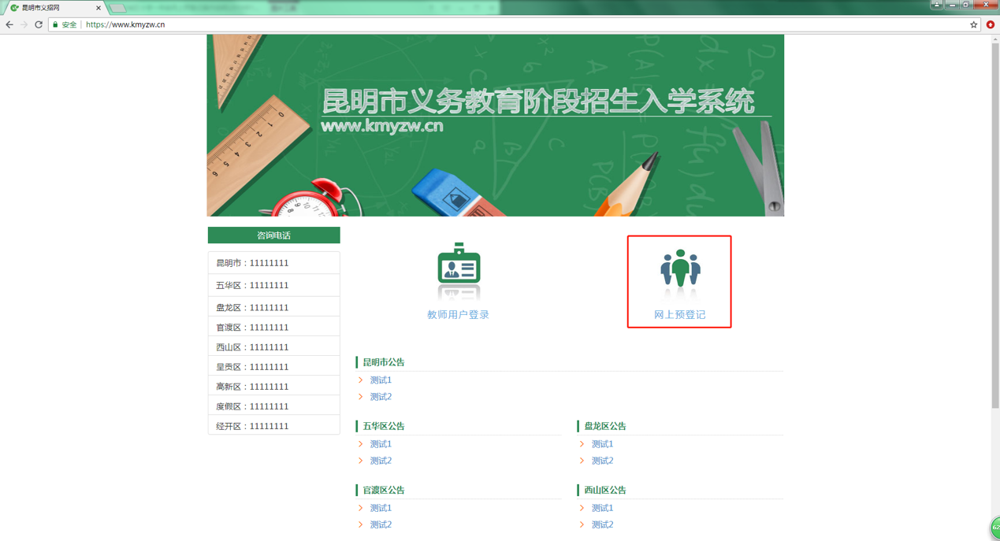 昆明市义招网
安全
https://www.kmyzw.cn
昆明市义务教育阶段招生入学系统
www.kmyzw.cn
咨询电话
昆明市：11111111
五华区：11111111
盘龙区：11111111
官渡区：11111111
西山区：11111111
呈贡区：11111111
高新区：11111111
度假区：11111111
经开区：11111111
教师用户登录
网上预登记
昆明市公告
测试1
测试2
五华区公告
测试1
测试2
盘龙区公告
测试1
测试2
官渡区公告
测试1
测试2
西山区公告
测试1
测试2
62